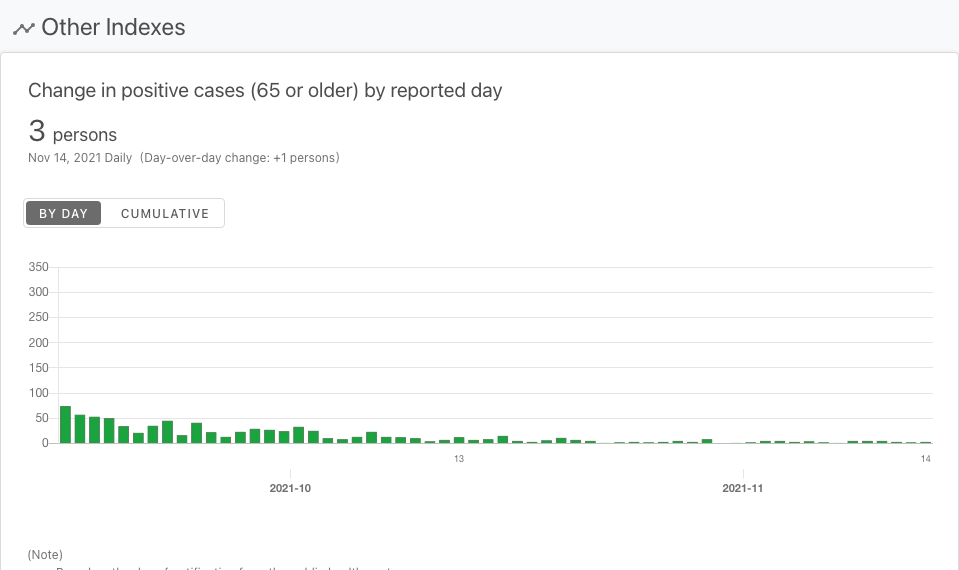 Other Indexes
Change in positive cases (65 or older) by reported day
3 persons
Nov 14, 2021 Daily (Day-over-day change: +1 persons)
BY DAY CUMULATIVE
350
300
250
200
150
100
50
0
13 14
2021-10 2021-11
(Note)